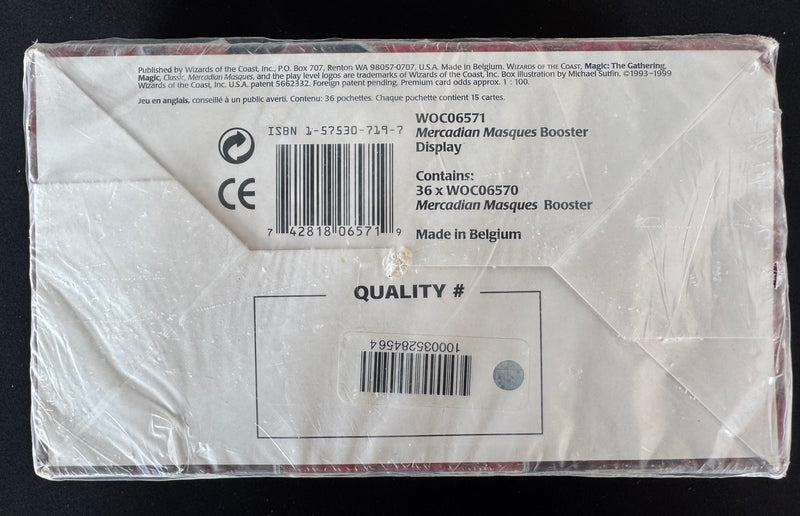 Published by Wizards of the Coast, Inc., P.O. Box 707, Renton WA 98057-0707, U.S.A. Made in Belgium. WIZARDS OF THE COAST, Magic: The Gathering,
Magic, Classic, Mercadian Masques, and the play level logos are trademarks of Wizards of the Coast, Inc. Box Illustration by Michael Sutfin. ©1993–1999
Wizards of the Coast, Inc. U.S.A. patent 5662332. Foreign patent pending. Premium card odds approx. 1 : 100.
Jeu en anglais, conseillé à un public averti. Contenu: 36 pochettes. Chaque pochette contient 15 cartes.
ISBN 1-57530-719-7
7 42818 06571 9
CE
WOC06571
Mercadian Masques Booster
Display
Contains:
36 x WOC06570
Mercadian Masques Booster
Made in Belgium
QUALITY #
100035284564